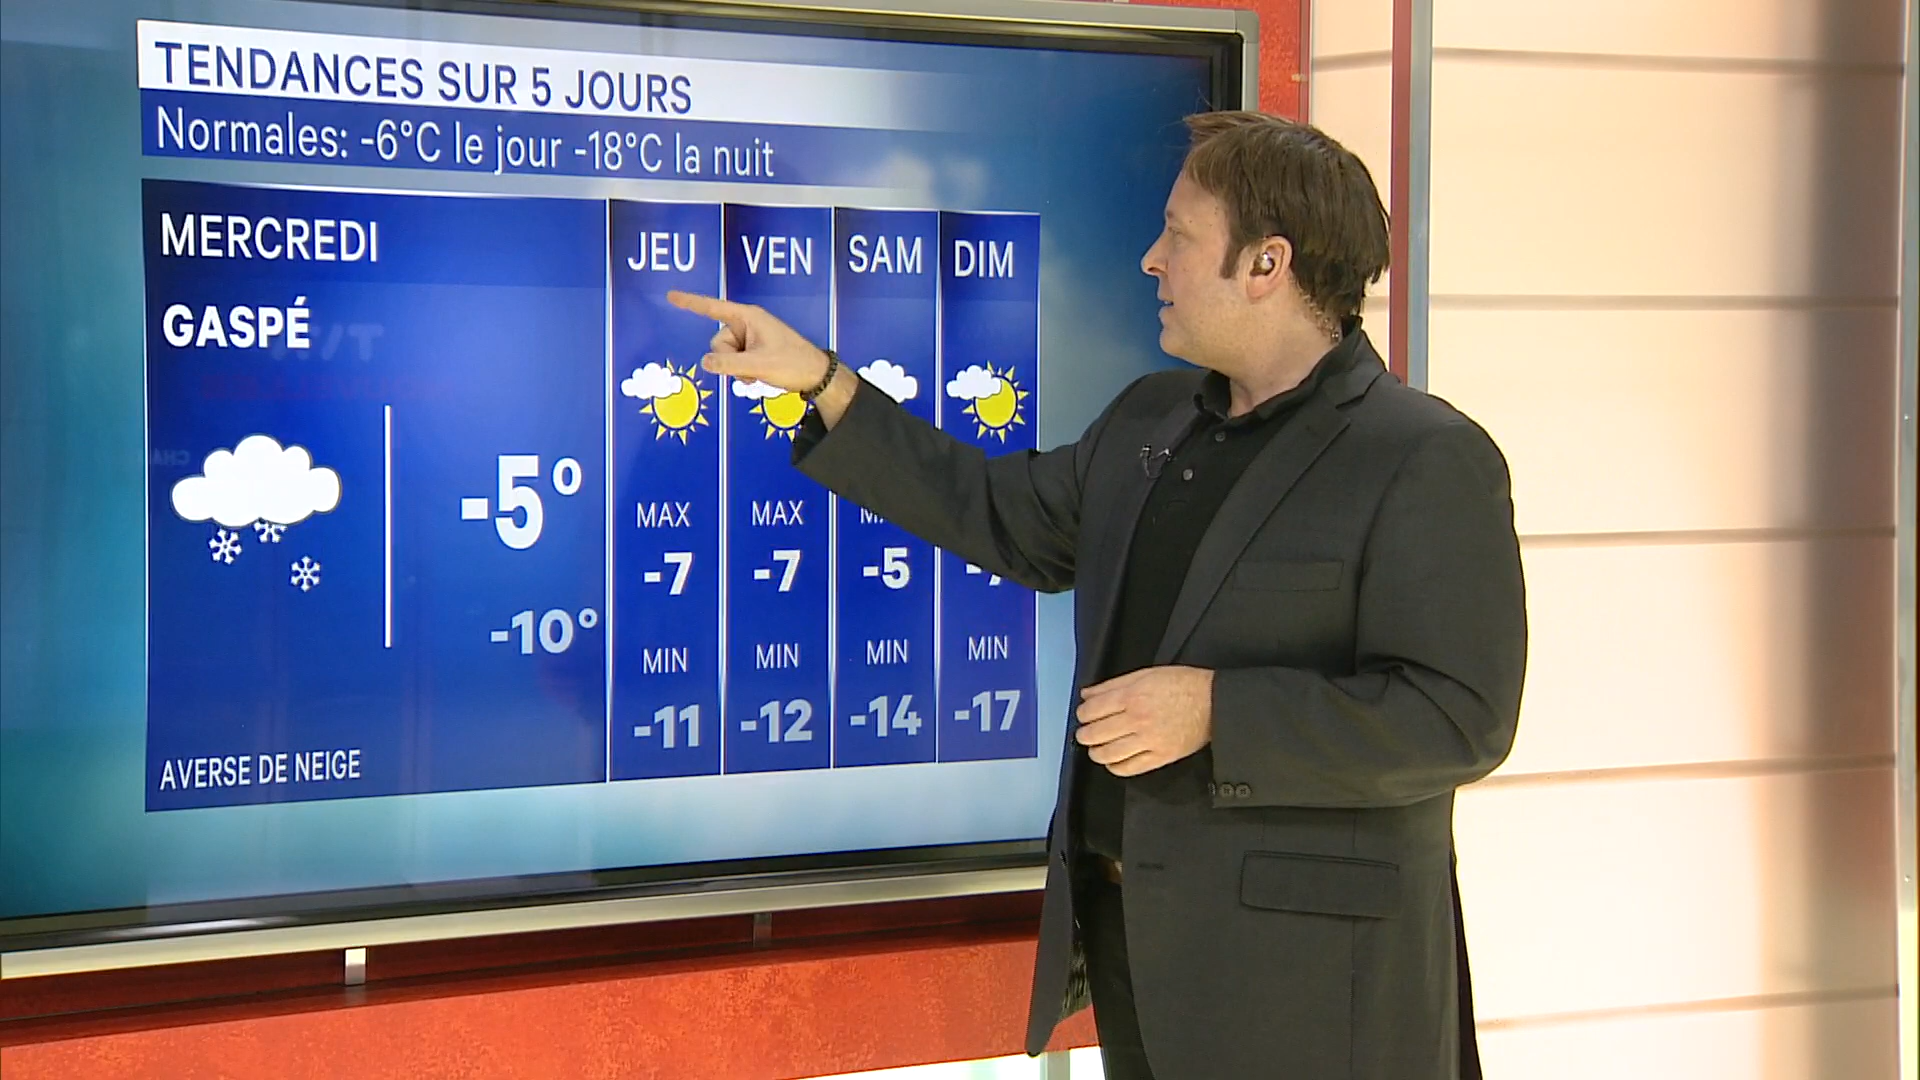 TENDANCES SUR 5 JOURS
Normales: -6°C le jour -18°C la nuit
MERCREDI
GASPÉ
-5°
-10°
AVERSE DE NEIGE
JEU VEN SAM DIM
MAX MAX
-7 -7 -5
MIN MIN MIN MIN
-11 -12 -14 -17